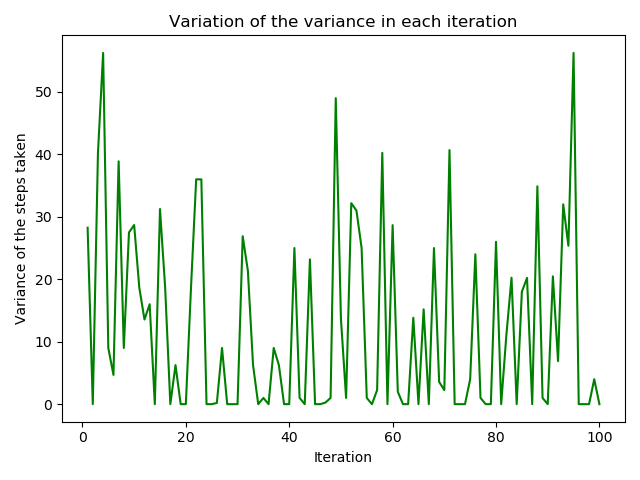 Variation of the variance in each iteration
Variance of the steps taken
50
40
30
20
10
0
0 20 40 60 80 100
Iteration